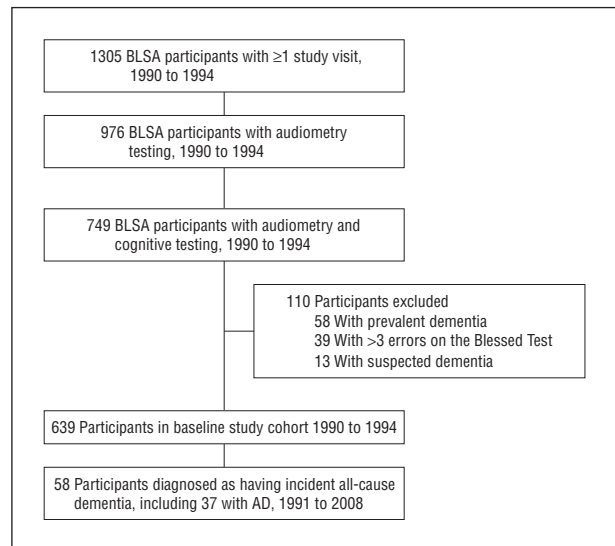 1305 BLSA participants with ≥1 study visit,
1990 to 1994
976 BLSA participants with audiometry
testing, 1990 to 1994
749 BLSA participants with audiometry and
cognitive testing, 1990 to 1994
110 Participants excluded
58 With prevalent dementia
39 With >3 errors on the Blessed Test
13 With suspected dementia
639 Participants in baseline study cohort 1990 to 1994
58 Participants diagnosed as having incident all-cause
dementia, including 37 with AD, 1991 to 2008